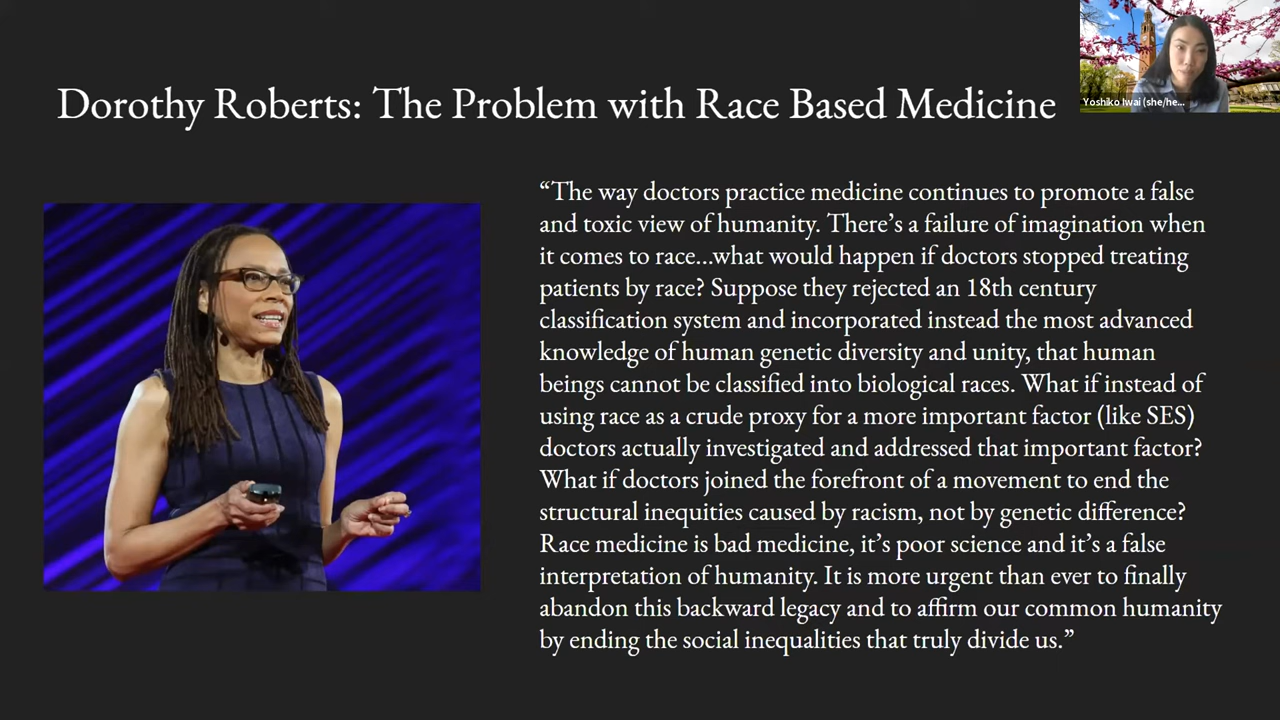 Dorothy Roberts: The Problem with Race Based Medicine
Yoshiko Iwai (she/he...
“The way doctors practice medicine continues to promote a false
and toxic view of humanity. There’s a failure of imagination when
it comes to race...what would happen if doctors stopped treating
patients by race? Suppose they rejected an 18th century
classification system and incorporated instead the most advanced
knowledge of human genetic diversity and unity, that human
beings cannot be classified into biological races. What if instead of
using race as a crude proxy for a more important factor (like SES)
doctors actually investigated and addressed that important factor?
What if doctors joined the forefront of a movement to end the
structural inequities caused by racism, not by genetic difference?
Race medicine is bad medicine, it’s poor science and it’s a false
interpretation of humanity. It is more urgent than ever to finally
abandon this backward legacy and to affirm our common humanity
by ending the social inequalities that truly divide us.”